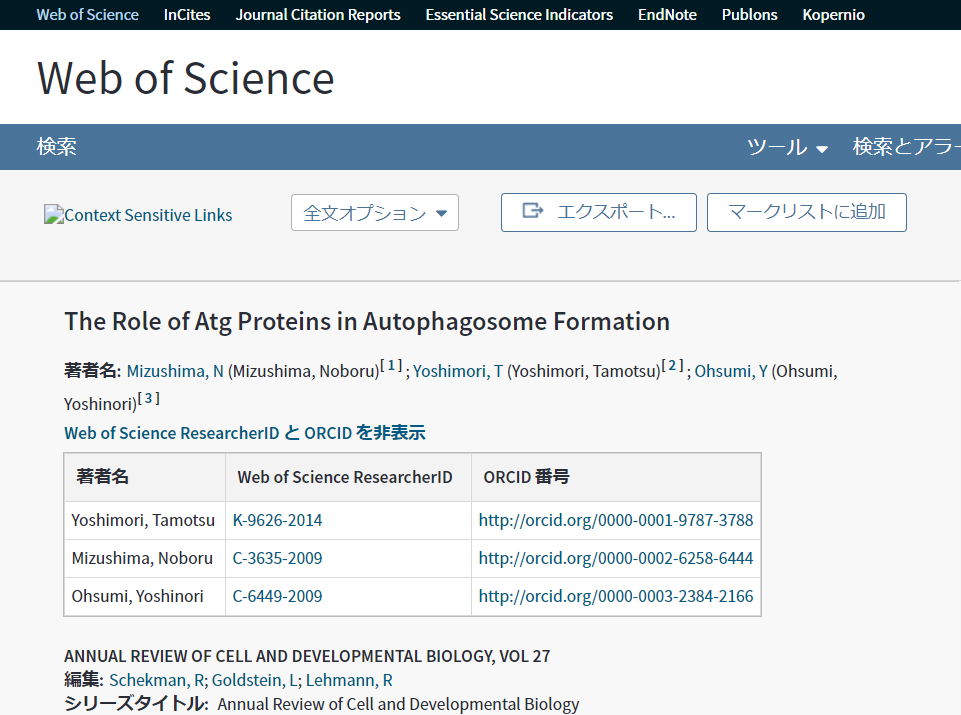 Web of Science InCites Journal Citation Reports Essential Science Indicators EndNote Publons Kopernio
Web of Science
検索 ツール 検索とアラー
Context Sensitive Links 全文オプション エクスポート... マークリストに追加
The Role of Atg Proteins in Autophagosome Formation
著者名: Mizushima, N (Mizushima, Noboru)[ 1 ] ; Yoshimori, T (Yoshimori, Tamotsu)[ 2 ] ; Ohsumi, Y (Ohsumi,
Yoshinori)[ 3 ]
Web of Science ResearcherID と ORCID を非表示
著者名 Web of Science ResearcherID ORCID 番号
Yoshimori, Tamotsu K-9626-2014 http://orcid.org/0000-0001-9787-3788
Mizushima, Noboru C-3635-2009 http://orcid.org/0000-0002-6258-6444
Ohsumi, Yoshinori C-6449-2009 http://orcid.org/0000-0003-2384-2166
ANNUAL REVIEW OF CELL AND DEVELOPMENTAL BIOLOGY, VOL 27
編集: Schekman, R; Goldstein, L; Lehmann, R
シリーズタイトル: Annual Review of Cell and Developmental Biology